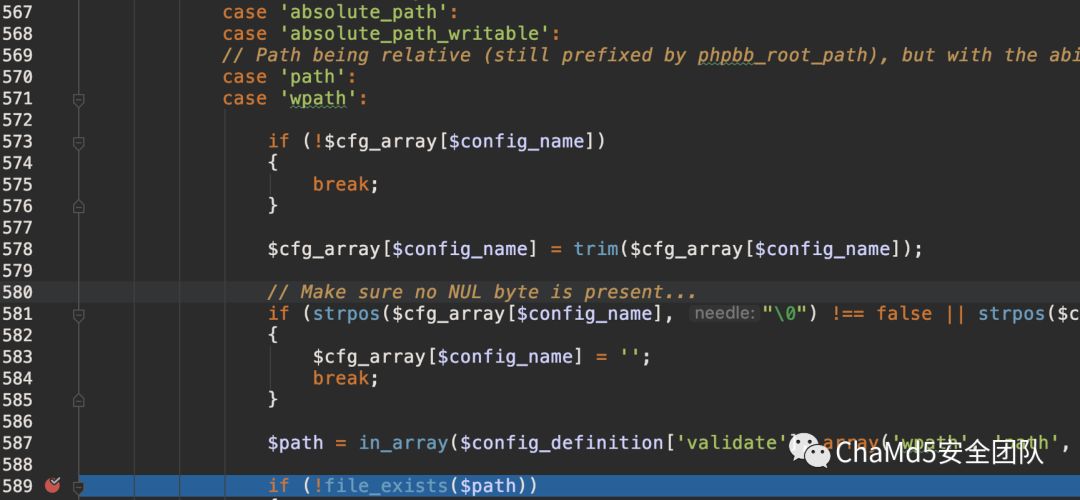 567 case 'absolute_path':
568 case 'absolute_path_writable':
569 // Path being relative (still prefixed by phpbb_root_path), but with the abi
570 case 'path':
571 case 'wpath':
572
573 if (!$cfg_array[$config_name])
574 {
575 break;
576 }
577
578 $cfg_array[$config_name] = trim($cfg_array[$config_name]);
579
580 // Make sure no NUL byte is present...
581 if (strpos($cfg_array[$config_name], needle: "\0") !== false || strpos($c
582 {
583 $cfg_array[$config_name] = '';
584 break;
585 }
586
587 $path = in_array($config_definition['validate'], array('wpath', 'path',
588
589 if (!file_exists($path))
ChaMd5安全团队